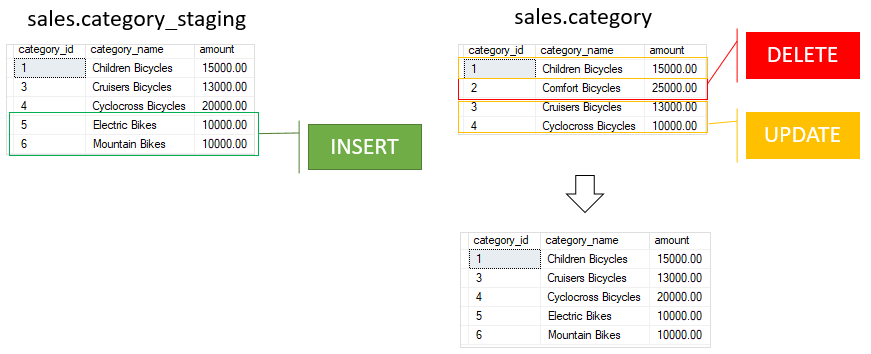 sales.category_staging
category_id category_name amount
1 Children Bicycles 15000.00
3 Cruisers Bicycles 13000.00
4 Cyclocross Bicycles 20000.00
5 Electric Bikes 10000.00
6 Mountain Bikes 10000.00
INSERT
sales.category
category_id category_name amount
1 Children Bicycles 15000.00
2 Comfort Bicycles 25000.00
3 Cruisers Bicycles 13000.00
4 Cyclocross Bicycles 10000.00
DELETE
UPDATE
category_id category_name amount
1 Children Bicycles 15000.00
3 Cruisers Bicycles 13000.00
4 Cyclocross Bicycles 20000.00
5 Electric Bikes 10000.00
6 Mountain Bikes 10000.00